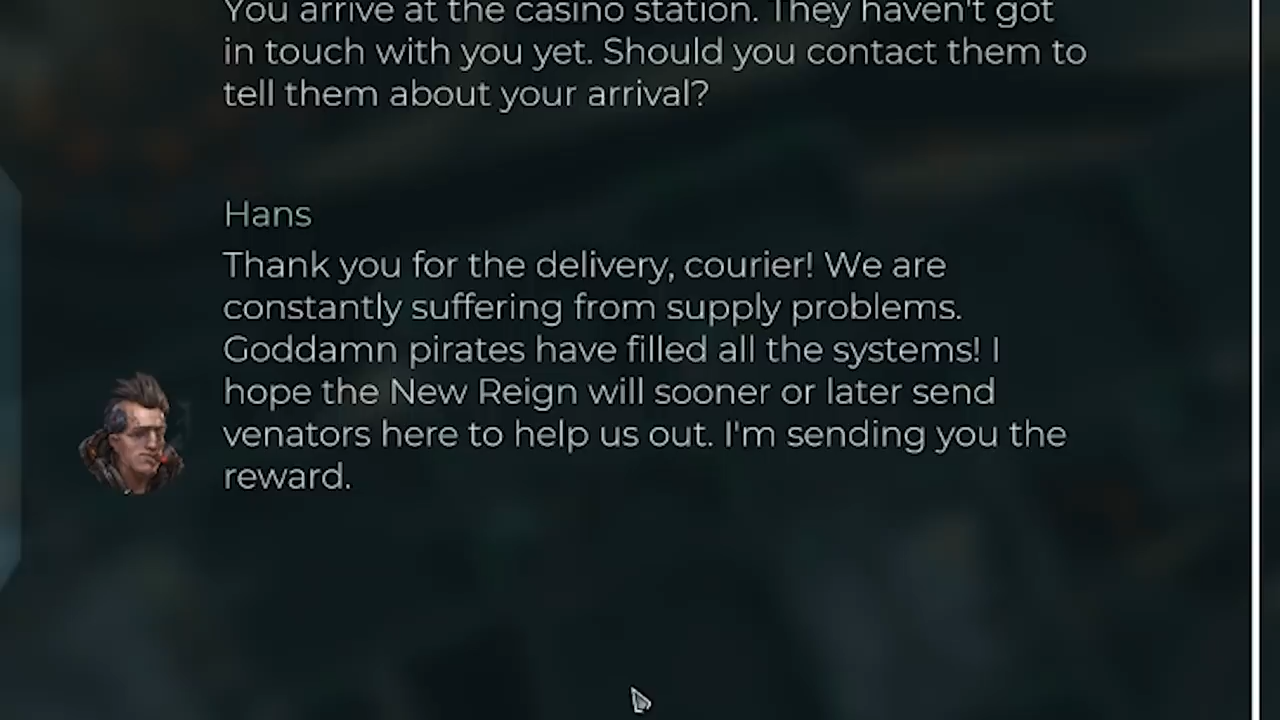 You arrive at the casino station. They haven't got
in touch with you yet. Should you contact them to
tell them about your arrival?
Hans
Thank you for the delivery, courier! We are
constantly suffering from supply problems.
Goddamn pirates have filled all the systems! I
hope the New Reign will sooner or later send
venators here to help us out. I'm sending you the
reward.